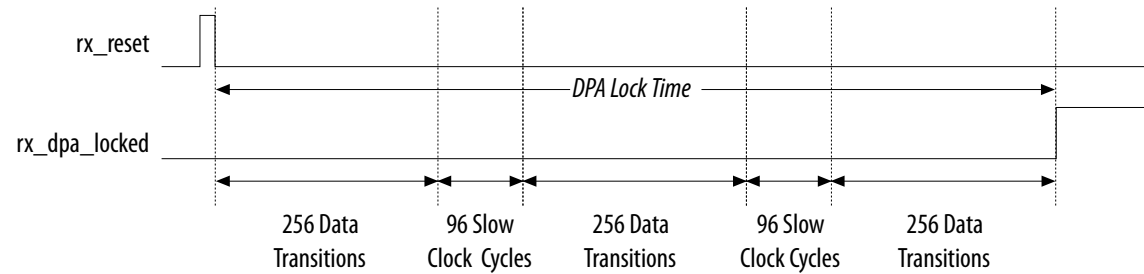 rx_reset
DPA Lock Time
rx_dpa_locked
256 Data
Transitions
96 Slow
Clock Cycles
256 Data
Transitions
96 Slow
Clock Cycles
256 Data
Transitions